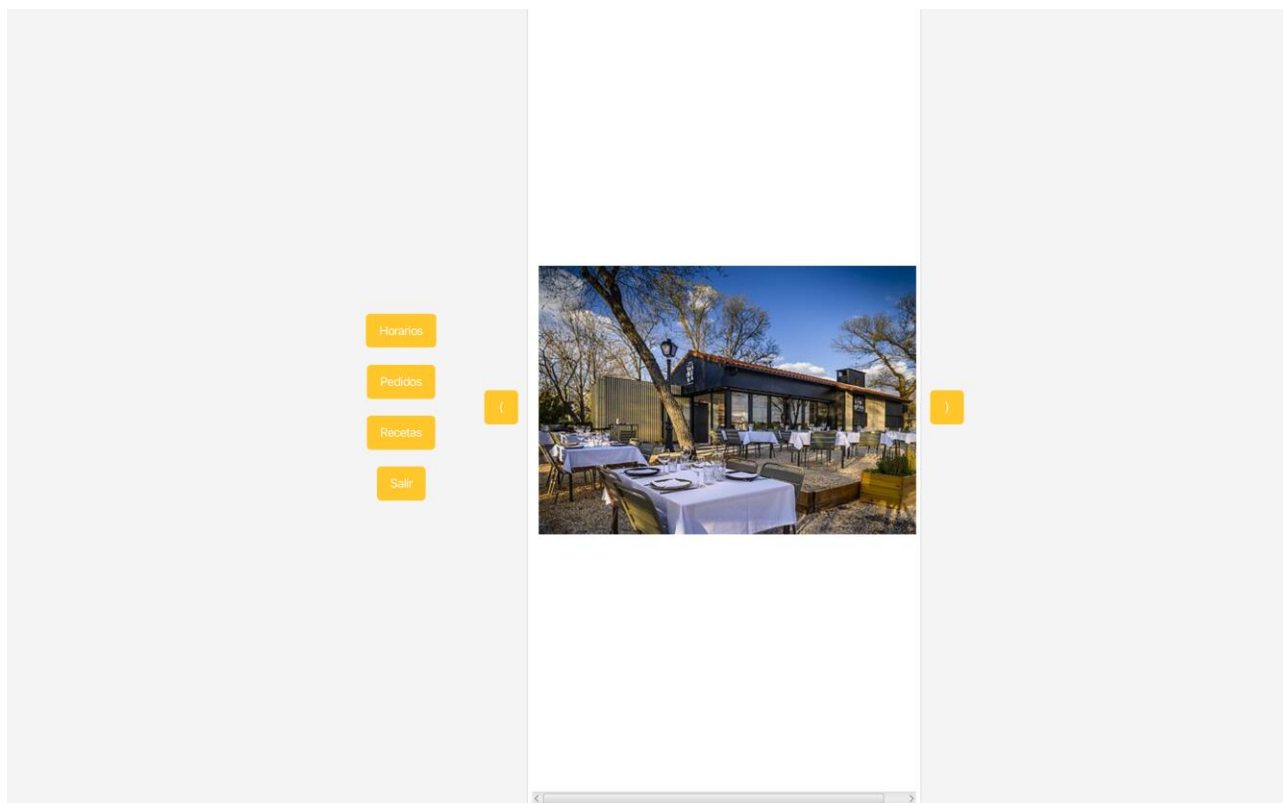 Horarios
Pedidos
Recetas
Salir
⟨
⟩